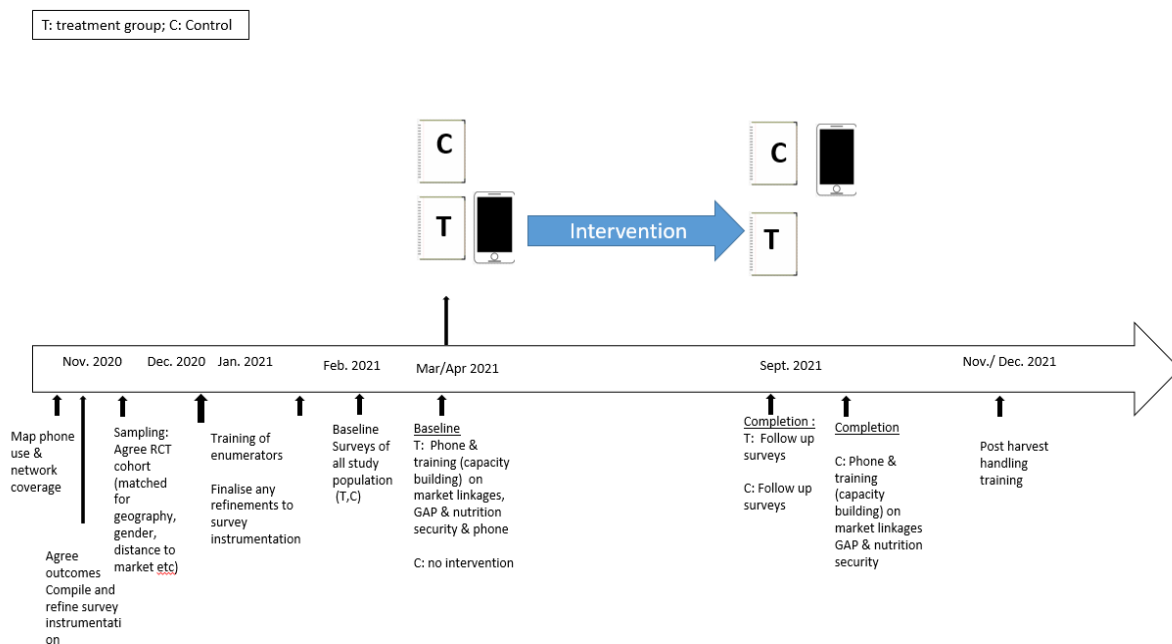 T: treatment group; C: Control
C
T
Intervention
C
T
Nov. 2020
Dec. 2020
Jan. 2021
Feb. 2021
Mar/Apr 2021
Sept. 2021
Nov./ Dec. 2021
Map phone
use &
network
coverage
Agree
outcomes
Compile and
refine survey
instrumentati
on
Sampling:
Agree RCT
cohort
(matched
for
geography,
gender,
distance to
market etc)
Training of
enumerators
Finalise any
refinements to
survey
instrumentation
Baseline
Surveys of
all study
population
(T,C)
Baseline
T: Phone &
training (capacity
building) on
market linkages,
GAP & nutrition
security & phone
C: no intervention
Completion :
T: Follow up
surveys
C: Follow up
surveys
Completion
C: Phone &
training
(capacity
building) on
market linkages
GAP & nutrition
security
Post harvest
handling
training